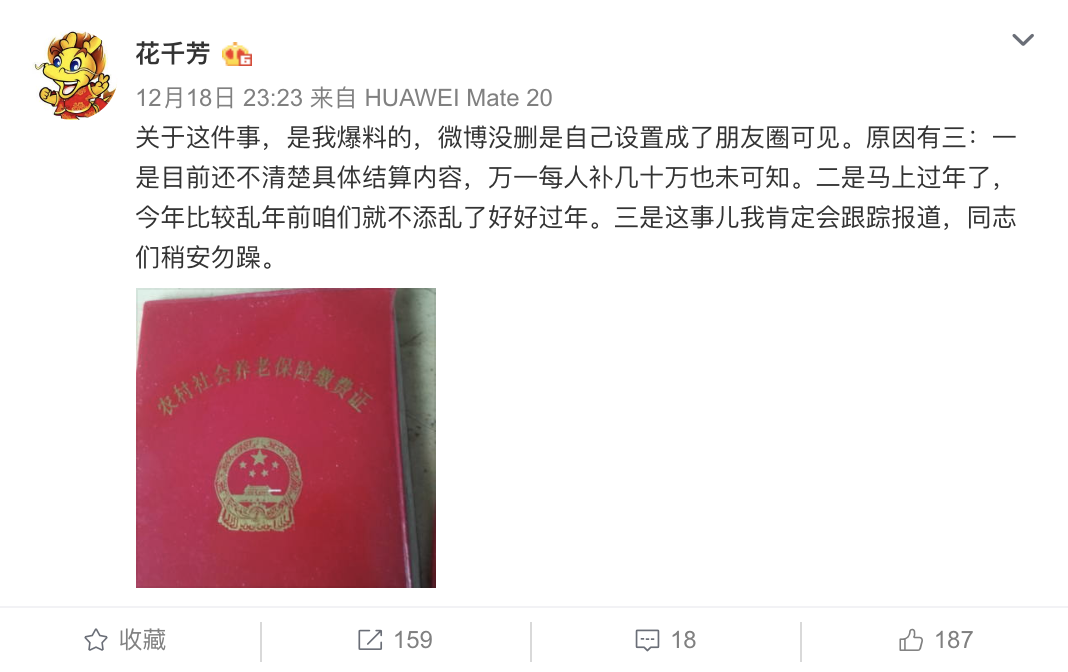 花千芳
6
12月18日 23:23 来自 HUAWEI Mate 20
关于这件事，是我爆料的，微博没删是自己设置成了朋友圈可见。原因有三：一
是目前还不清楚具体结算内容，万一每人补几十万也未可知。二是马上过年了，
今年比较乱年前咱们就不添乱了好好过年。三是这事儿我肯定会跟踪报道，同志
们稍安勿躁。
农村社会养老保障缴费证
收藏
159
18
187